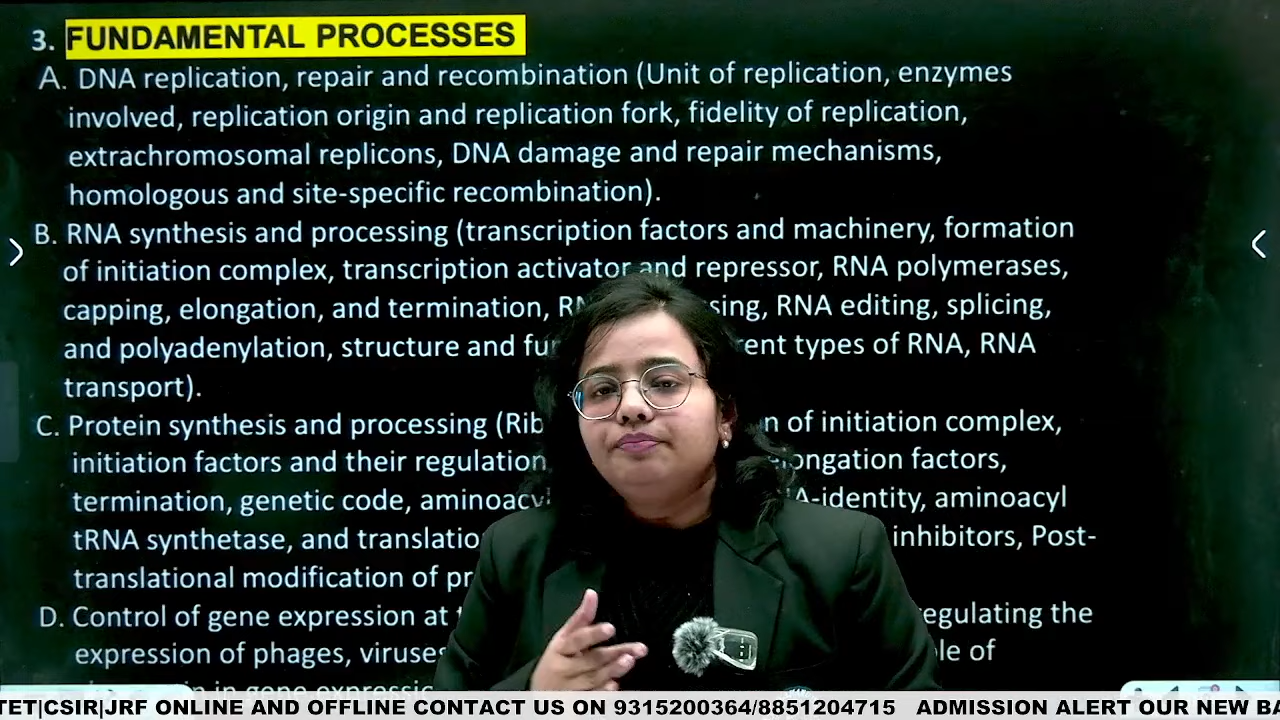 3. FUNDAMENTAL PROCESSES
A. DNA replication, repair and recombination (Unit of replication, enzymes
involved, replication origin and replication fork, fidelity of replication,
extrachromosomal replicons, DNA damage and repair mechanisms,
homologous and site-specific recombination).
B. RNA synthesis and processing (transcription factors and machinery, formation
of initiation complex, transcription activator and repressor, RNA polymerases,
capping, elongation, and termination, RNA editing, splicing,
and polyadenylation, structure and types of RNA, RNA
transport).
C. Protein synthesis and processing of initiation complex,
initiation factors and their regulation elongation factors,
termination, genetic code, aminoacyl
tRNA synthetase, and inhibitors, Post-
translational modification of
D. Control of gene expression at regulating the
expression of phages, of
in gene
TET|CSIR|JRF ONLINE AND OFFLINE CONTACT US ON 9315200364/8851204715 ADMISSION ALERT OUR NEW